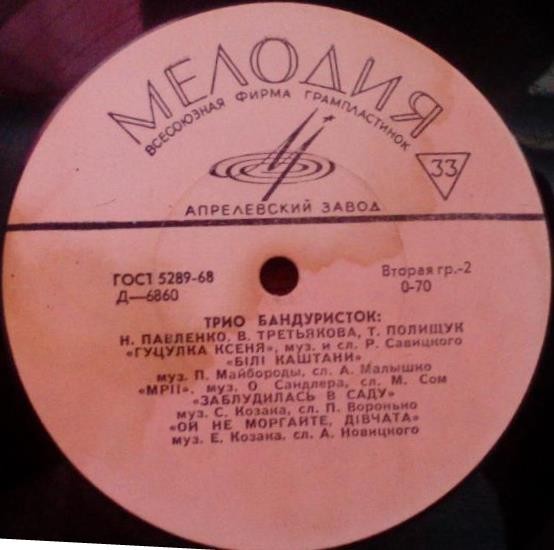 МЕЛОДИЯ
ВСЕСОЮЗНАЯ ФИРМА ГРАМПЛАСТИНОК
33
АПРЕЛЕВСКИЙ ЗАВОД
ГОСТ 5289-68
Вторая гр.-2
Д—6860
0-70
ТРИО БАНДУРИСТОК:
Н. ПАВЛЕНКО, В. ТРЕТЬЯКОВА, Т. ПОЛИЩУК
«ГУЦУЛКА КСЕНЯ», муз. и сл. Р. Савицкого
«БІЛІ КАШТАНИ»
муз. П. Майбороды, сл. А. Малышко
«МРІЇ», муз. О. Сандлера, сл. М. Сом
«ЗАБЛУДИЛАСЬ В САДУ»
муз. С. Козака, сл. П. Воронько
«ОЙ НЕ МОРГАЙТЕ, ДІВЧАТА»
муз. Е. Козака, сл. А. Новицкого